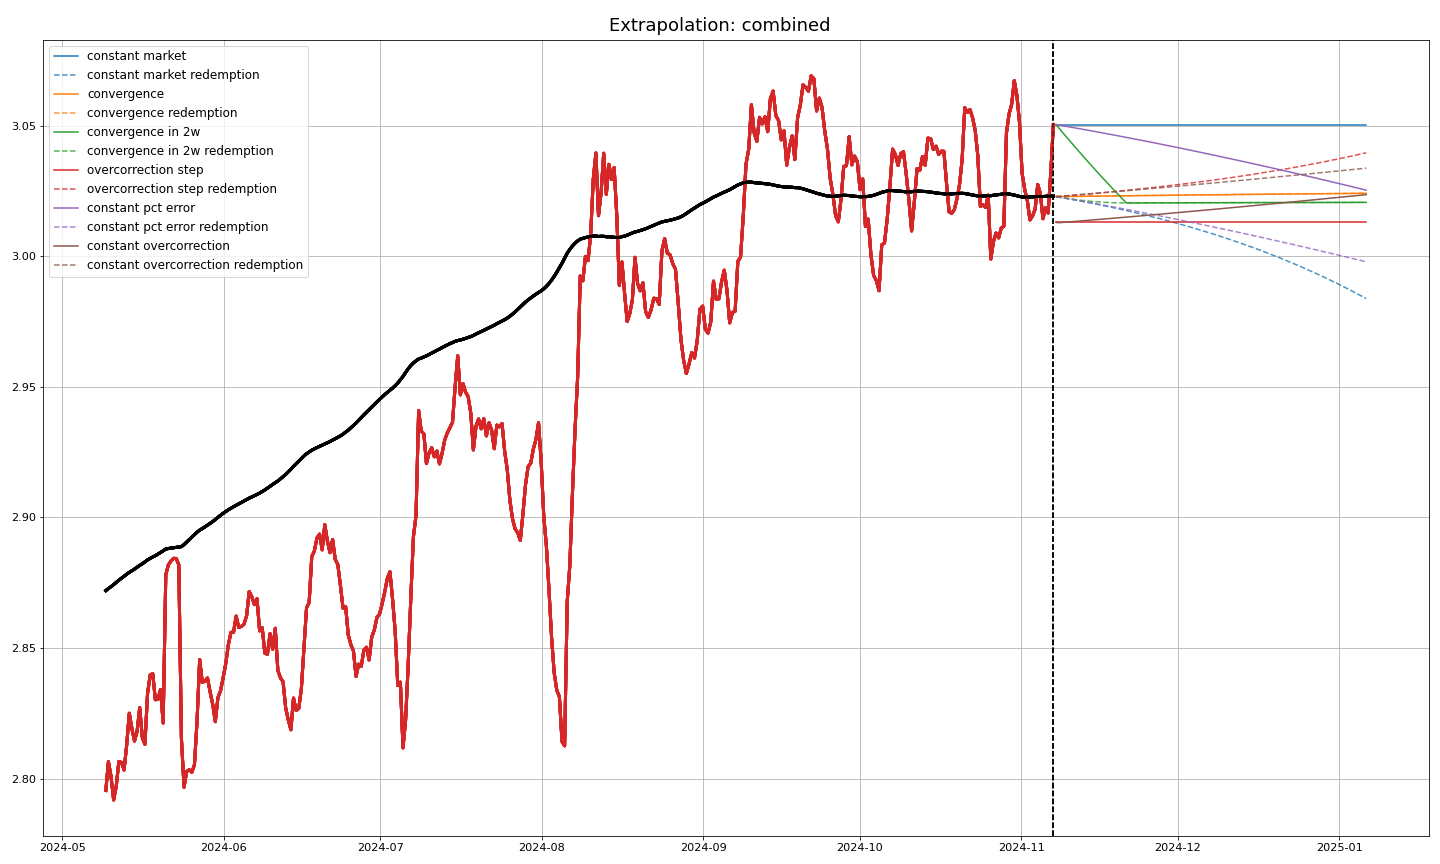 Extrapolation: combined
constant market
constant market redemption
convergence
convergence redemption
convergence in 2w
convergence in 2w redemption
overcorrection step
overcorrection step redemption
constant pct error
constant pct error redemption
constant overcorrection
constant overcorrection redemption
3.05
3.00
2.95
2.90
2.85
2.80
2024-05 2024-06 2024-07 2024-08 2024-09 2024-10 2024-11 2024-12 2025-01